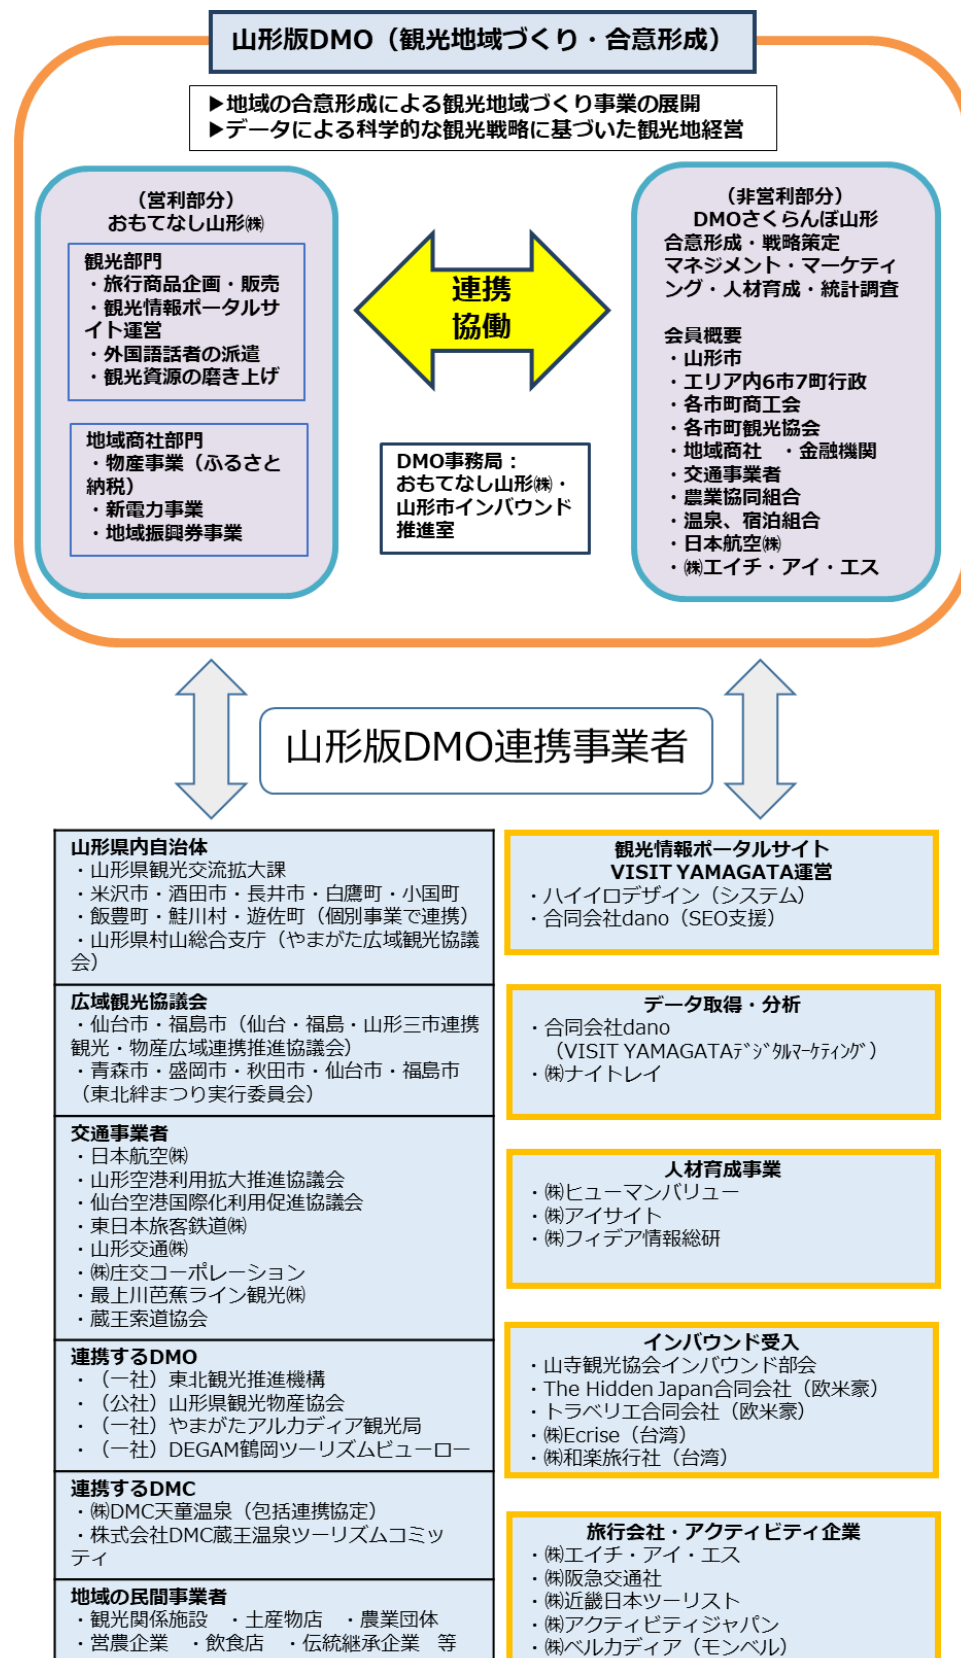 山形版DMO（観光地域づくり・合意形成）
▶地域の合意形成による観光地域づくり事業の展開
▶データによる科学的な観光戦略に基づいた観光地経営
（営利部分）
おもてなし山形㈱
観光部門
・旅行商品企画・販売
・観光情報ポータルサ
イト運営
・外国語話者の派遣
・観光資源の磨き上げ
地域商社部門
・物産事業（ふるさと
納税）
・新電力事業
・地域振興券事業
連携
協働
DMO事務局：
おもてなし山形㈱・
山形市インバウンド
推進室
（非営利部分）
DMOさくらんぼ山形
合意形成・戦略策定
マネジメント・マーケティ
ング・人材育成・統計調査
会員概要
・山形市
・エリア内6市7町行政
・各市町商工会
・各市町観光協会
・地域商社　・金融機関
・交通事業者
・農業協同組合
・温泉、宿泊組合
・日本航空㈱
・㈱エイチ・アイ・エス
山形版DMO連携事業者
山形県内自治体
・山形県観光交流拡大課
・米沢市・酒田市・長井市・白鷹町・小国町
・飯豊町・鮭川村・遊佐町（個別事業で連携）
・山形県村山総合支庁（やまがた広域観光協議
会）
広域観光協議会
・仙台市・福島市（仙台・福島・山形三市連携
観光・物産広域連携推進協議会）
・青森市・盛岡市・秋田市・仙台市・福島市
（東北絆まつり実行委員会）
交通事業者
・日本航空㈱
・山形空港利用拡大推進協議会
・仙台空港国際化利用促進協議会
・東日本旅客鉄道㈱
・山形交通㈱
・㈱庄交コーポレーション
・最上川芭蕉ライン観光㈱
・蔵王索道協会
連携するDMO
・（一社）東北観光推進機構
・（公社）山形県観光物産協会
・（一社）やまがたアルカディア観光局
・（一社）DEGAM鶴岡ツーリズムビューロー
連携するDMC
・㈱DMC天童温泉（包括連携協定）
・株式会社DMC蔵王温泉ツーリズムコミッ
ティ
地域の民間事業者
・観光関係施設　・土産物店　・農業団体
・営農企業　・飲食店　・伝統継承企業　等
観光情報ポータルサイト
VISIT YAMAGATA運営
・ハイイロデザイン（システム）
・合同会社dano（SEO支援）
データ取得・分析
・合同会社dano
（VISIT YAMAGATAﾃﾞｼﾞﾀﾙﾏｰｹﾃｨﾝｸﾞ）
・㈱ナイトレイ
人材育成事業
・㈱ヒューマンバリュー
・㈱アイサイト
・㈱フィデア情報総研
インバウンド受入
・山寺観光協会インバウンド部会
・The Hidden Japan合同会社（欧米豪）
・トラベリエ合同会社（欧米豪）
・㈱Ecrise（台湾）
・㈱和楽旅行社（台湾）
旅行会社・アクティビティ企業
・㈱エイチ・アイ・エス
・㈱阪急交通社
・㈱近畿日本ツーリスト
・㈱アクティビティジャパン
・㈱ベルカディア（モンベル）